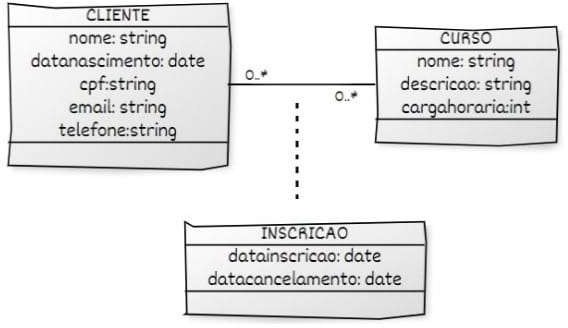 CLIENTE
nome: string
datanascimento: date
cpf:string
email: string
telefone:string
0..*
0..*
CURSO
nome: string
descricao: string
cargahoraria:int
INSCRICAO
datainscricao: date
datacancelamento: date